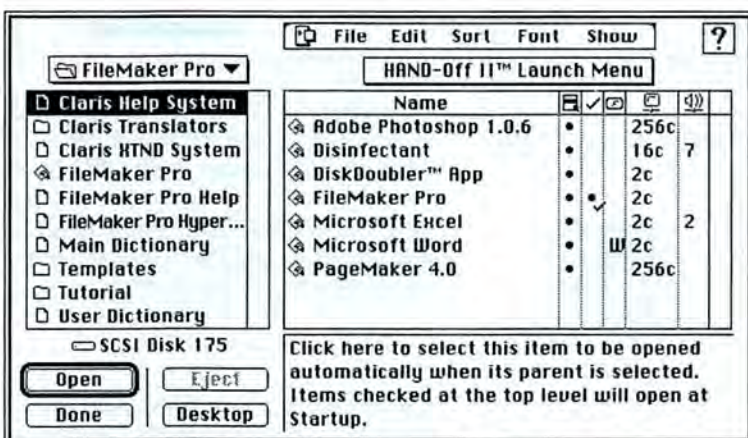 File Edit Sort Font Show
?
FileMaker Pro ▼
HAND-Off II™ Launch Menu
Claris Help System
Claris Translators
Claris XTND System
FileMaker Pro
FileMaker Pro Help
FileMaker Pro Hyper...
Main Dictionary
Templates
Tutorial
User Dictionary
SCSI Disk 175
Open
Eject
Done
Desktop
Name
Adobe Photoshop 1.0.6 • 256c
Disinfectant • 16c 7
DiskDoubler™ App • 2c
FileMaker Pro • • 2c
Microsoft Excel • 2c 2
Microsoft Word • W 2c
PageMaker 4.0 • 256c
Click here to select this item to be opened
automatically when its parent is selected.
Items checked at the top level will open at
Startup.